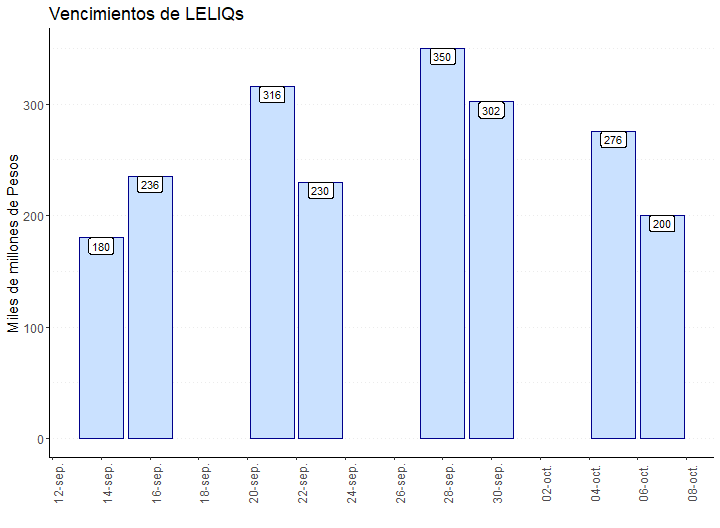 Vencimientos de LELIQs
Miles de millones de Pesos
300
200
100
0
180
236
316
230
350
302
276
200
12-sep.
14-sep.
16-sep.
18-sep.
20-sep.
22-sep.
24-sep.
26-sep.
28-sep.
30-sep.
02-oct.
04-oct.
06-oct.
08-oct.